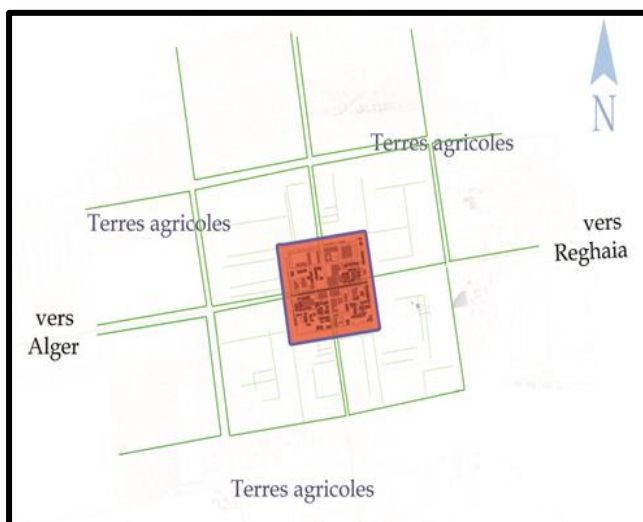 N
Terres agricoles
Terres agricoles
vers
Reghaia
vers
Alger
Terres agricoles